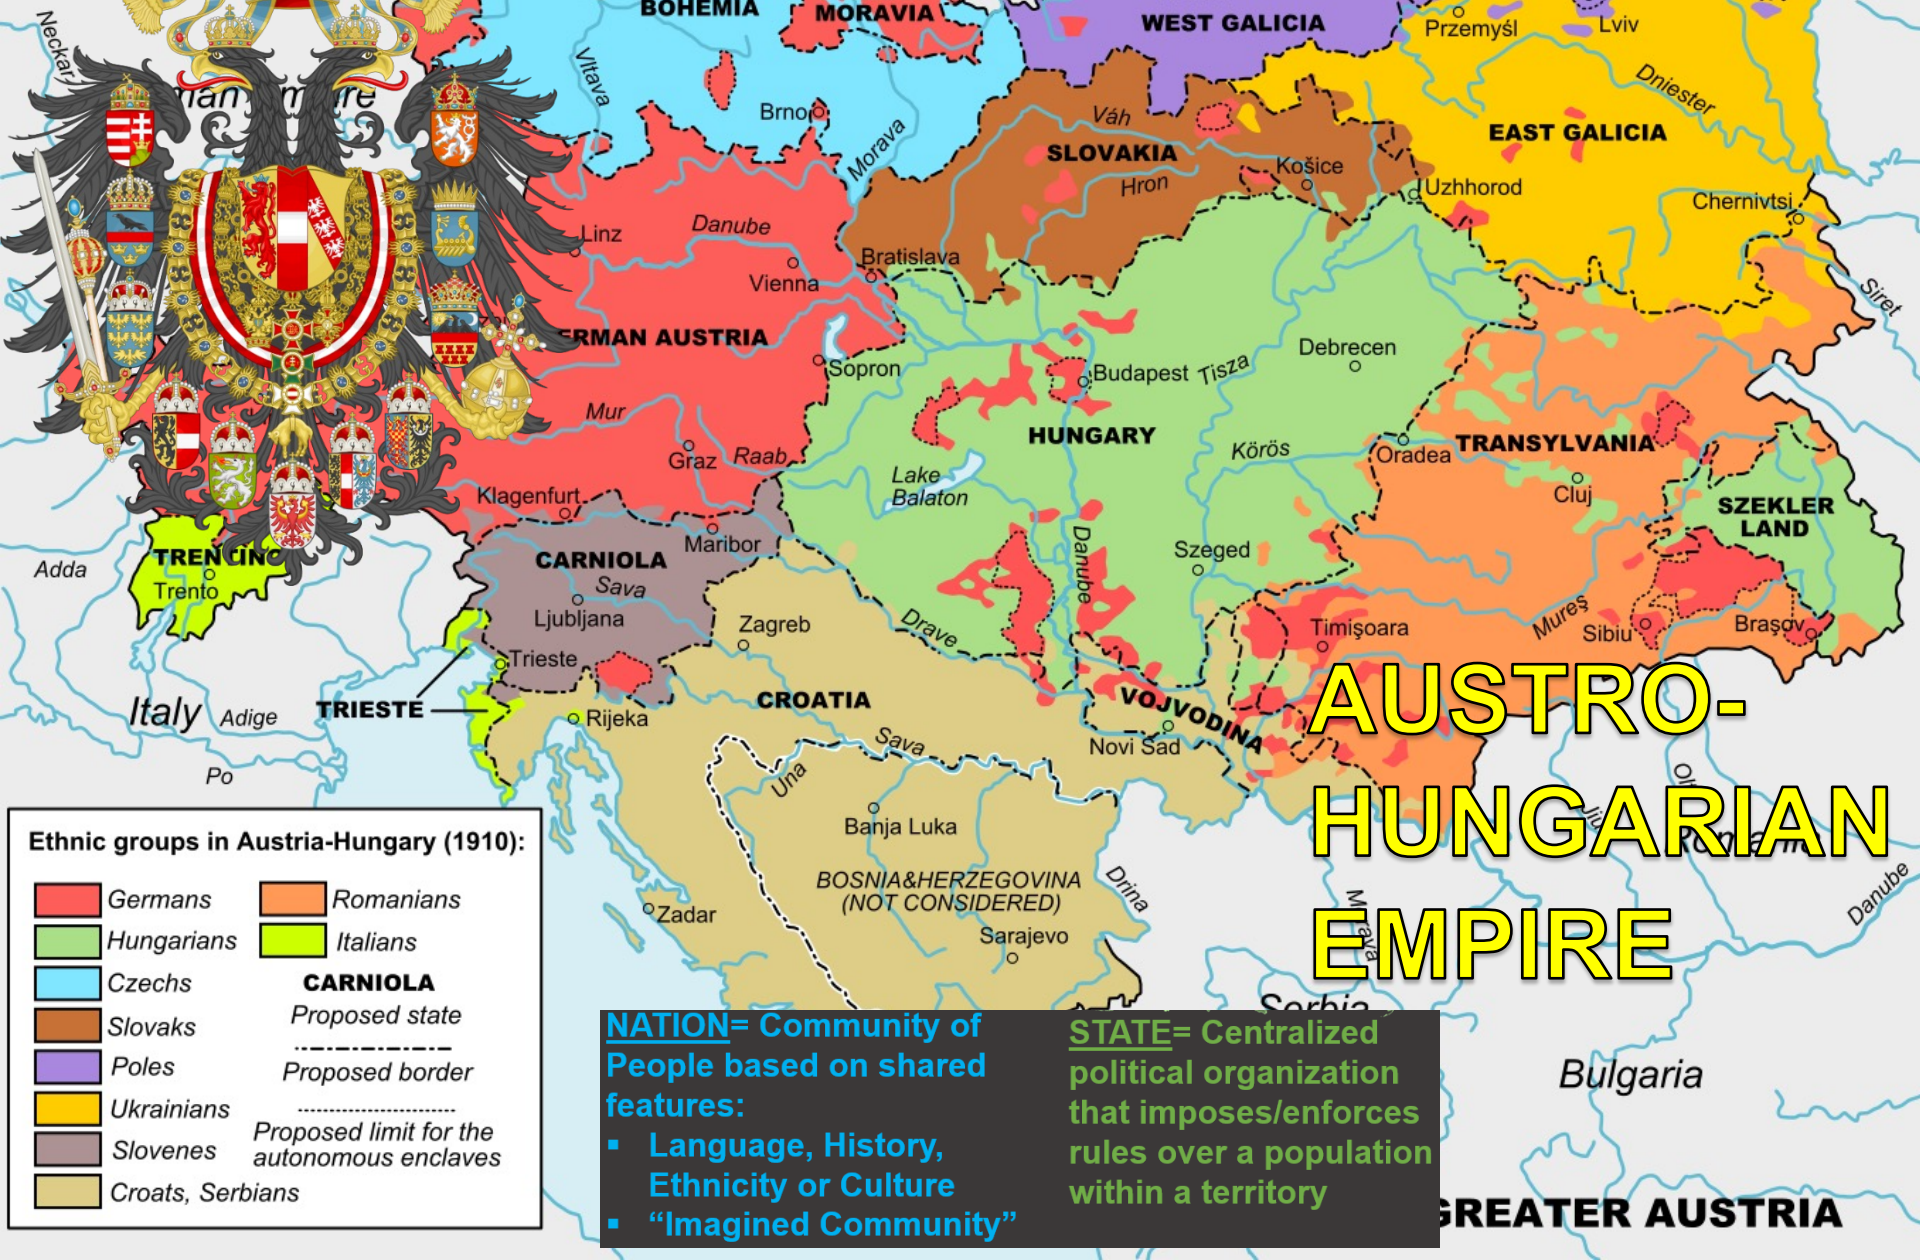 BOHEMIA
MORAVIA
WEST GALICIA
Przemyśl
Lviv
Neckar
Vltava
Brno
Morava
Váh
SLOVAKIA
Hron
Košice
Uzhhorod
EAST GALICIA
Dniester
Chernivtsi
Siret
Linz
Danube
Vienna
Bratislava
ERMAN AUSTRIA
Sopron
Budapest
Tisza
Debrecen
Mur
Graz
Raab
HUNGARY
Körös
Oradea
TRANSYLVANIA
Cluj
Lake
Balaton
Klagenfurt
Maribor
CARNIOLA
Sava
Ljubljana
Szeged
Danube
SZEKLER
LAND
Adda
TRENTINO
Trento
Drave
Zagreb
Timişoara
Mureş
Sibiu
Braşov
Trieste
TRIESTE
Italy
Adige
Rijeka
CROATIA
VOJVODINA
Novi Sad
Po
Una
Sava
Banja Luka
BOSNIA&HERZEGOVINA
(NOT CONSIDERED)
Sarajevo
Zadar
Drina
AUSTRO-
HUNGARIAN
EMPIRE
Morava
Danube
Serbia
Bulgaria
GREATER AUSTRIA
Ethnic groups in Austria-Hungary (1910):
Germans
Hungarians
Czechs
Slovaks
Poles
Ukrainians
Slovenes
Croats, Serbians
Romanians
Italians
CARNIOLA
Proposed state
Proposed border
Proposed limit for the
autonomous enclaves
NATION= Community of
People based on shared
features:
▪ Language, History,
Ethnicity or Culture
▪ “Imagined Community”
STATE= Centralized
political organization
that imposes/enforces
rules over a population
within a territory